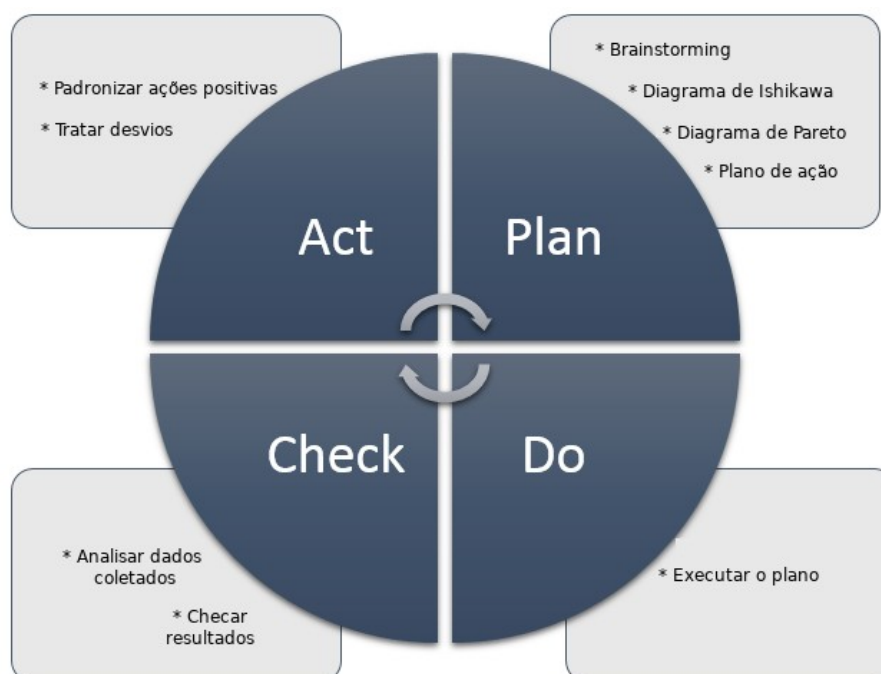 * Padronizar ações positivas
* Tratar desvios
* Brainstorming
* Diagrama de Ishikawa
* Diagrama de Pareto
* Plano de ação
Act
Plan
Check
Do
* Analisar dados
coletados
* Checar
resultados
* Executar o plano